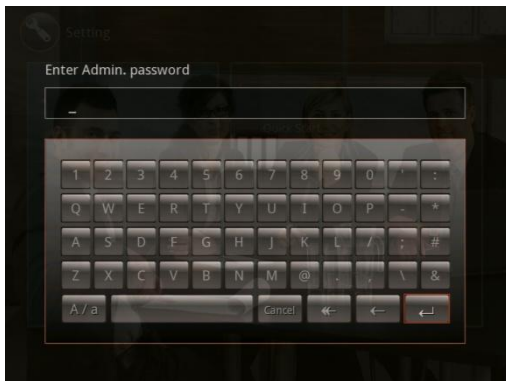 Setting
Enter Admin. password
_
1 2 3 4 5 6 7 8 9 0 ' :
Q W E R T Y U I O P - *
A S D F G H J K L / ; #
Z X C V B N M @ . , \ &
A / a Cancel